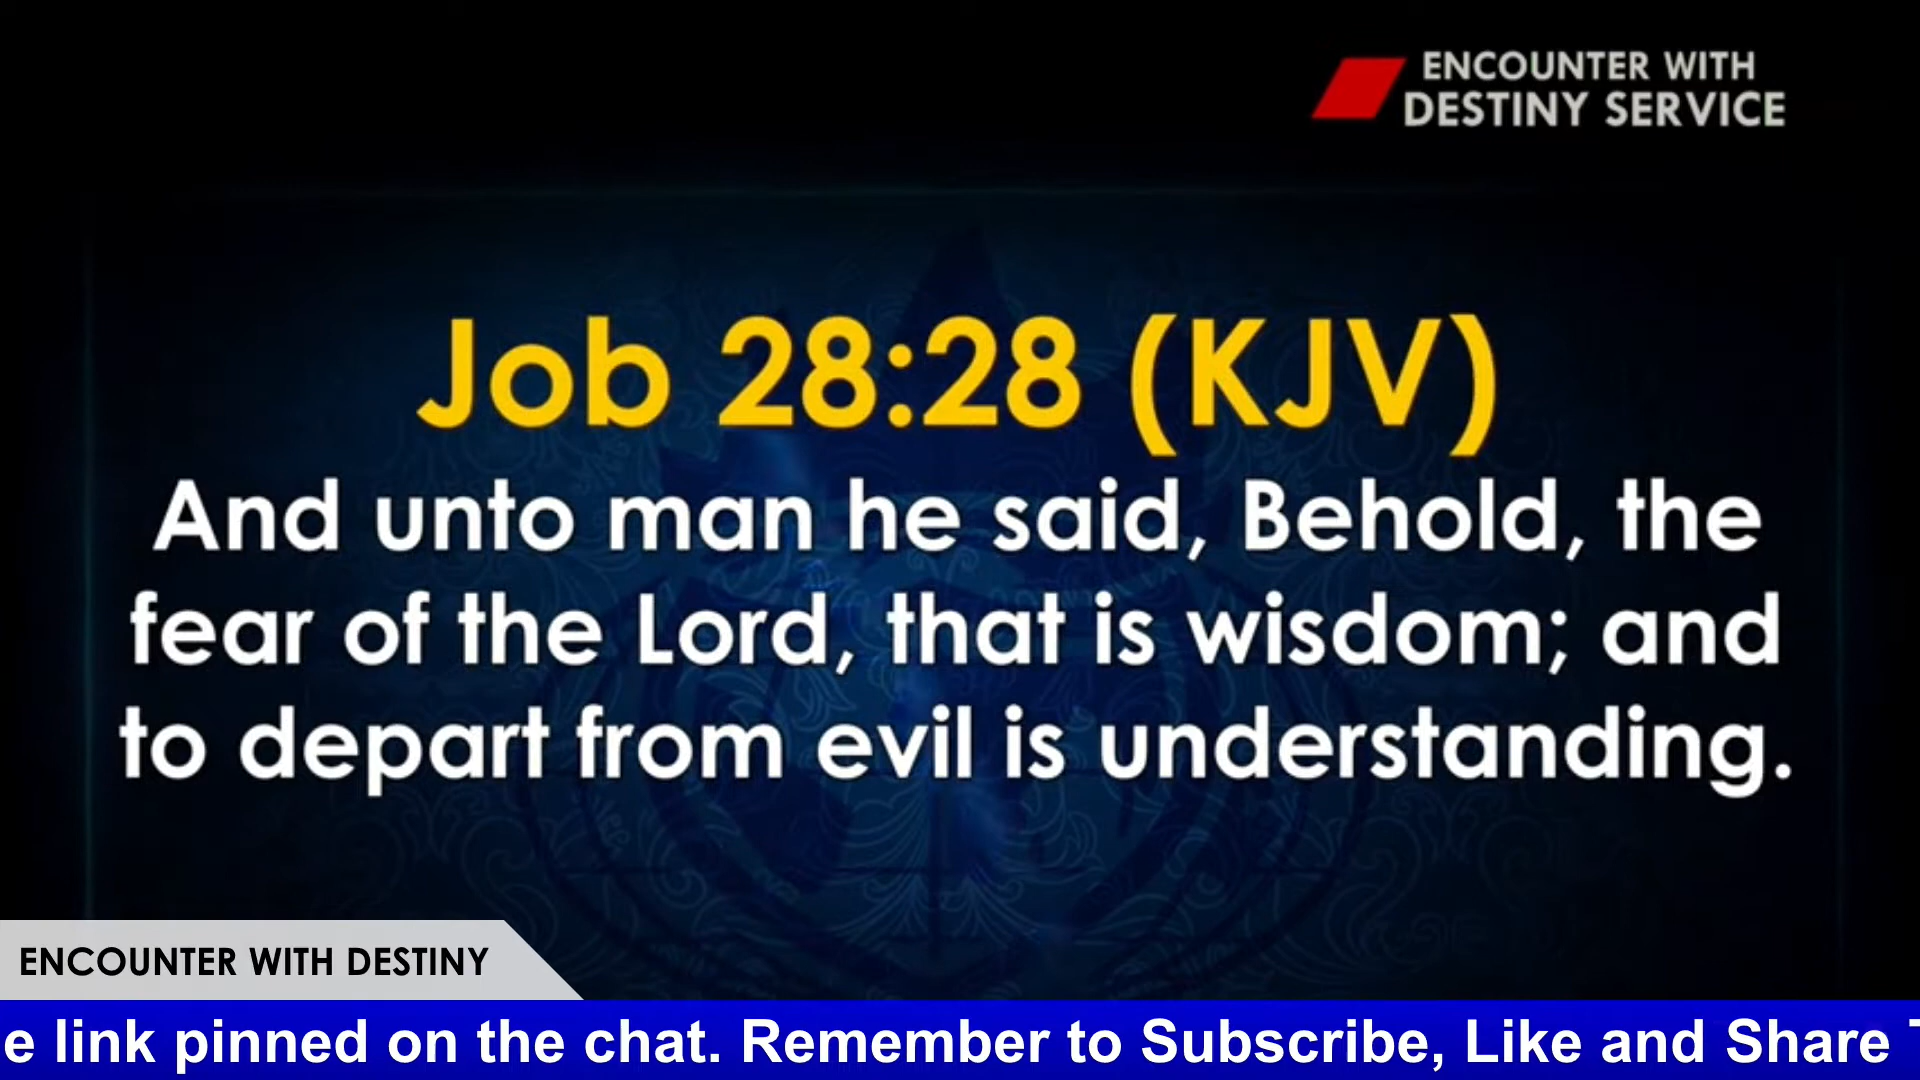 ENCOUNTER WITH
DESTINY SERVICE
Job 28:28 (KJV)
And unto man he said, Behold, the
fear of the Lord, that is wisdom; and
to depart from evil is understanding.
ENCOUNTER WITH DESTINY
link pinned on the chat. Remember to Subscribe, Like and Share